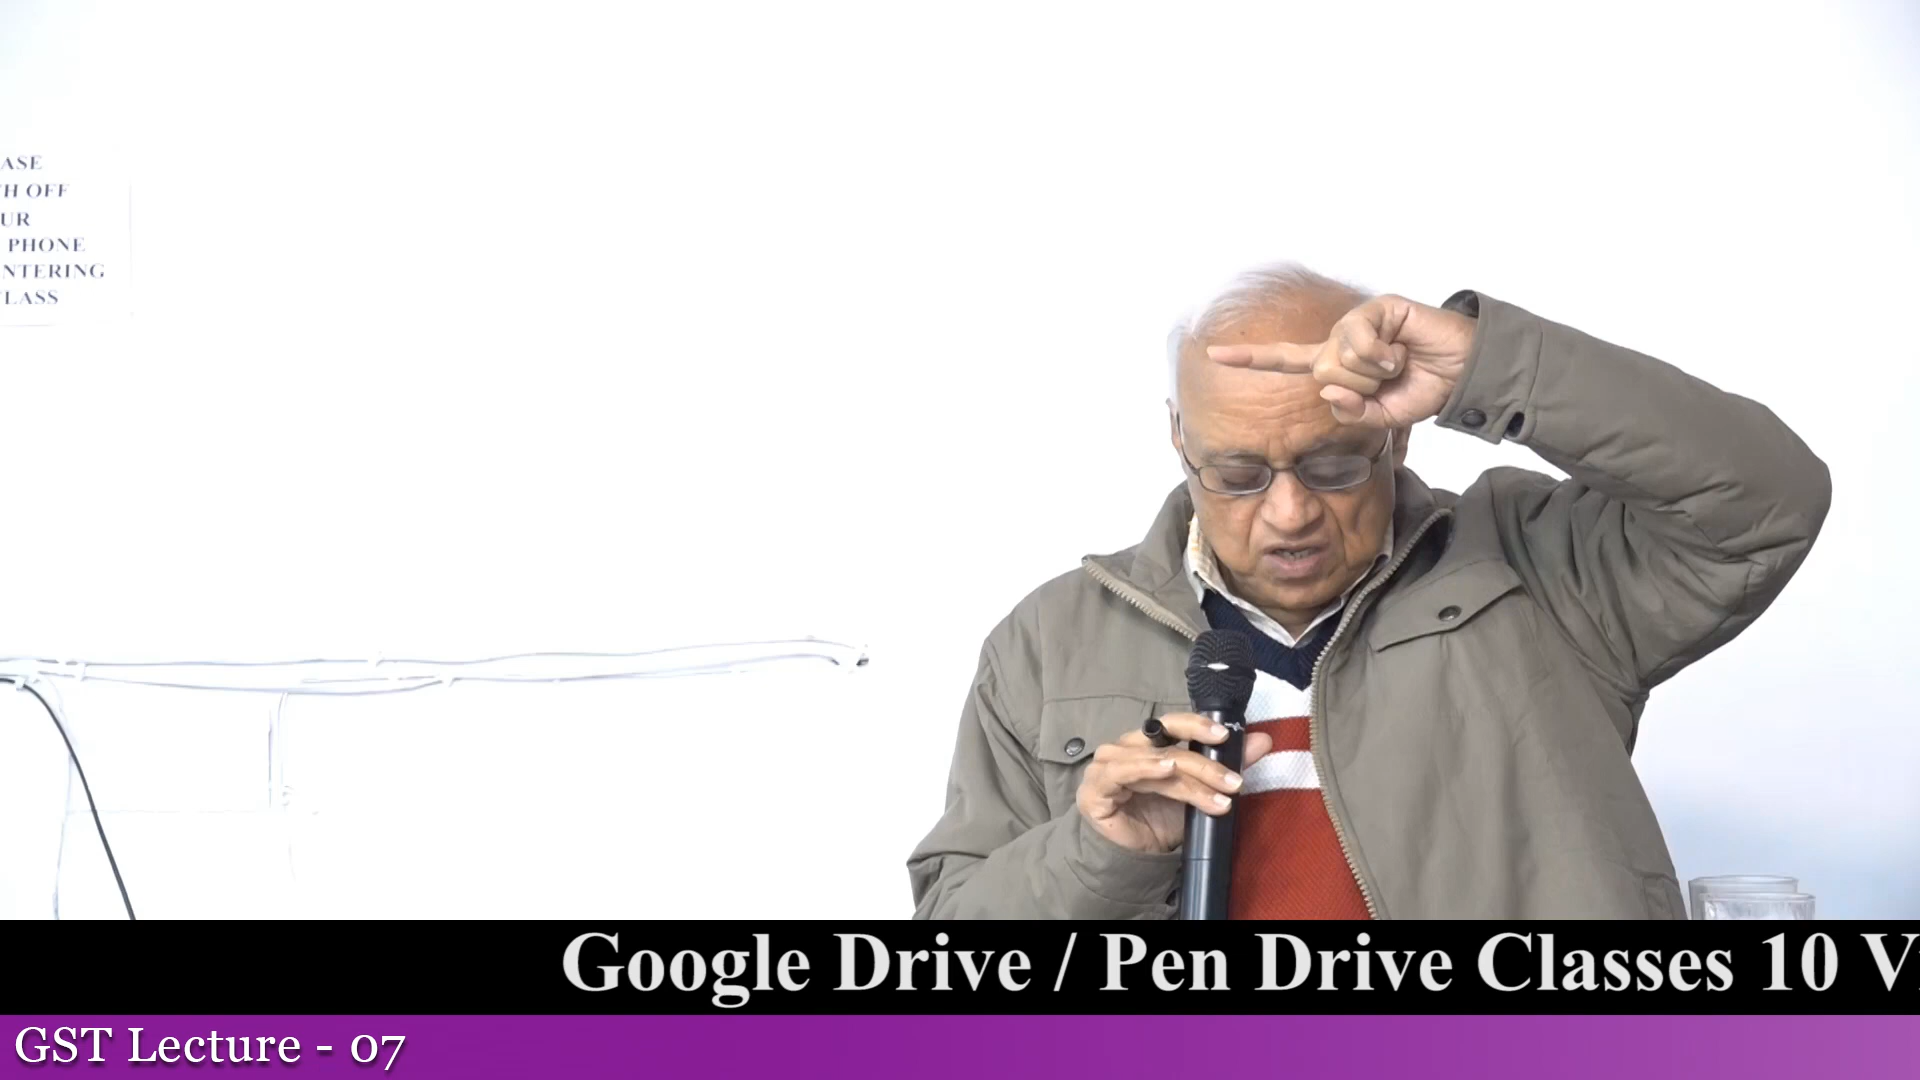 ASE
H OFF
UR
PHONE
NTERING
LASS
Google Drive / Pen Drive Classes 10
GST Lecture - 07